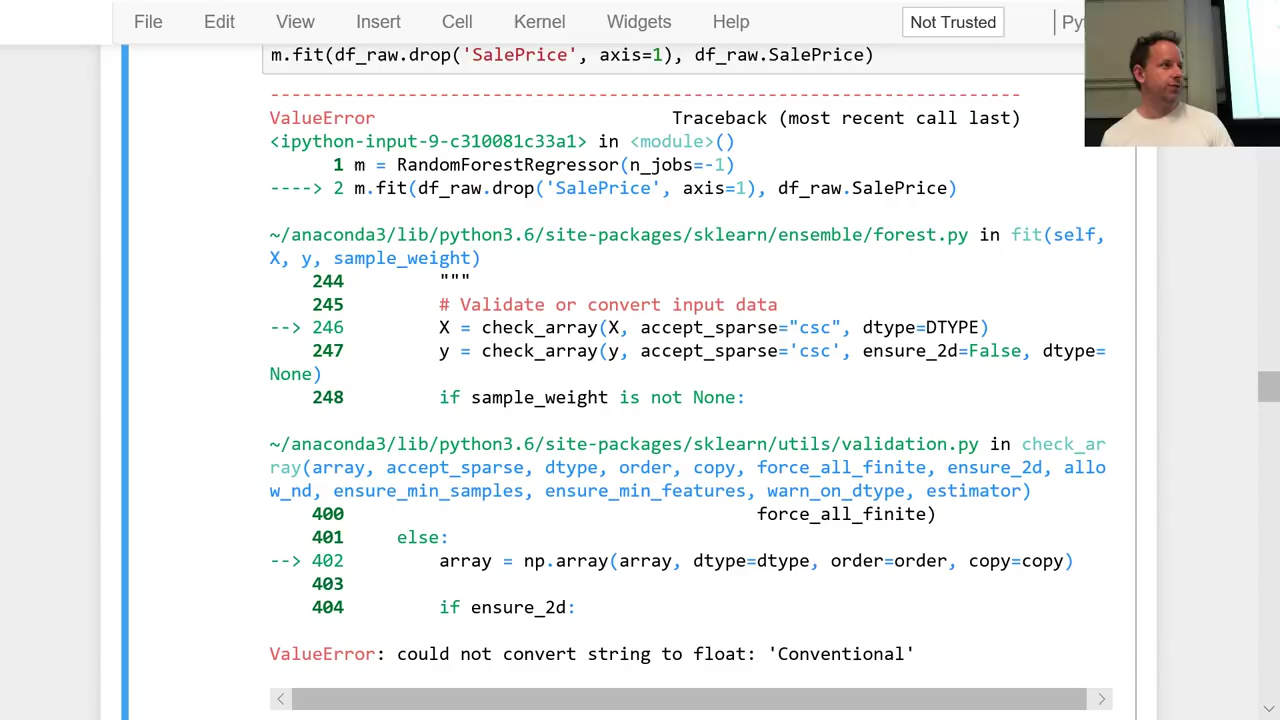 File Edit View Insert Cell Kernel Widgets Help Not Trusted Py
m.fit(df_raw.drop('SalePrice', axis=1), df_raw.SalePrice)
---------------------------------------------------------------------------
ValueError Traceback (most recent call last)
<ipython-input-9-c310081c33a1> in <module>()
1 m = RandomForestRegressor(n_jobs=-1)
----> 2 m.fit(df_raw.drop('SalePrice', axis=1), df_raw.SalePrice)
~/anaconda3/lib/python3.6/site-packages/sklearn/ensemble/forest.py in fit(self,
X, y, sample_weight)
244 """
245 # Validate or convert input data
--> 246 X = check_array(X, accept_sparse="csc", dtype=DTYPE)
247 y = check_array(y, accept_sparse='csc', ensure_2d=False, dtype=
None)
248 if sample_weight is not None:
~/anaconda3/lib/python3.6/site-packages/sklearn/utils/validation.py in check_ar
ray(array, accept_sparse, dtype, order, copy, force_all_finite, ensure_2d, allo
w_nd, ensure_min_samples, ensure_min_features, warn_on_dtype, estimator)
400 force_all_finite)
401 else:
--> 402 array = np.array(array, dtype=dtype, order=order, copy=copy)
403
404 if ensure_2d:
ValueError: could not convert string to float: 'Conventional'